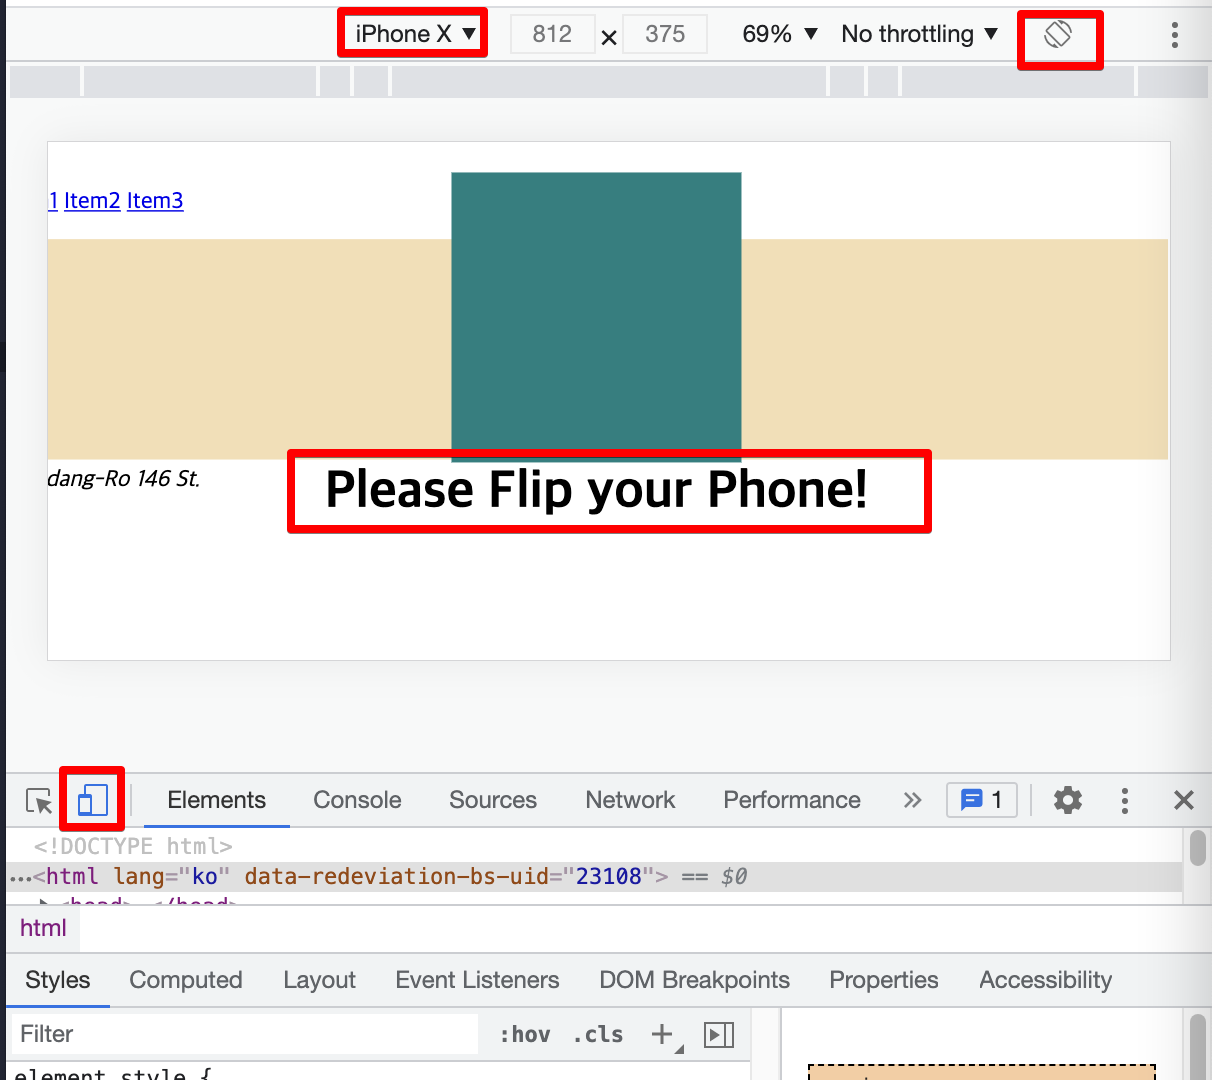 iPhone X ▼ 812 × 375 69% ▼ No throttling ▼
1 Item2 Item3
dang-Ro 146 St.
Please Flip your Phone!
Elements Console Sources Network Performance » 1
<!DOCTYPE html>
…<html lang="ko" data-redeviation-bs-uid="23108"> == $0
html
Styles Computed Layout Event Listeners DOM Breakpoints Properties Accessibility
Filter :hov .cls +
element.style {